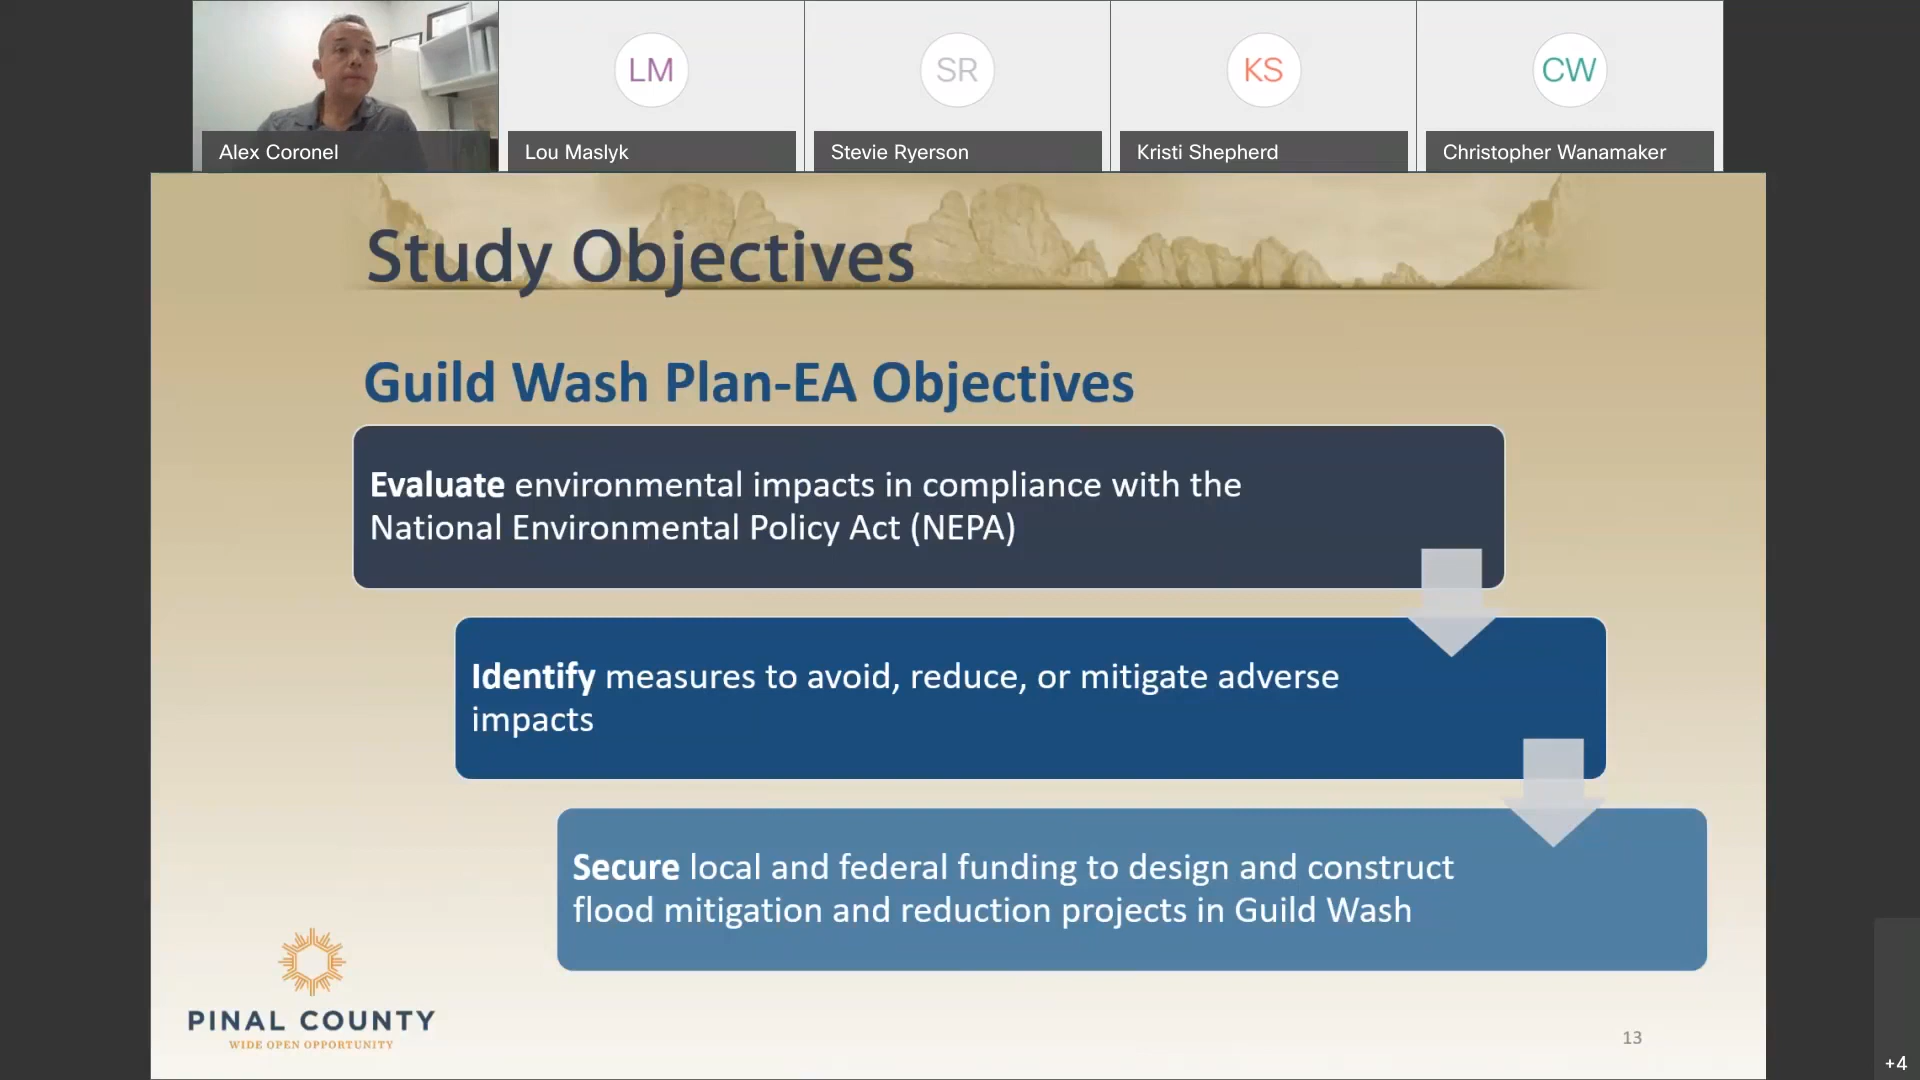 LM
SR
KS
CW
Alex Coronel
Lou Maslyk
Stevie Ryerson
Kristi Shepherd
Christopher Wanamaker
Study Objectives
Guild Wash Plan-EA Objectives
Evaluate environmental impacts in compliance with the
National Environmental Policy Act (NEPA)
Identify measures to avoid, reduce, or mitigate adverse
impacts
Secure local and federal funding to design and construct
flood mitigation and reduction projects in Guild Wash
PINAL COUNTY
WIDE OPEN OPPORTUNITY
13
+4